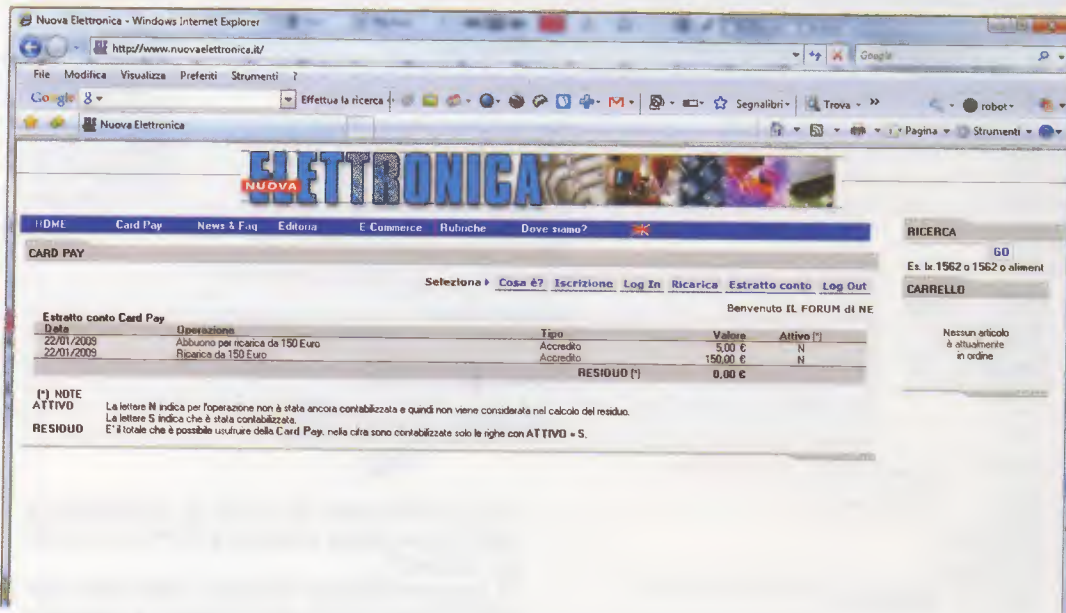 Nuova Elettronica - Windows Internet Explorer
http://www.nuovaelettronica.it/
Google
File Modifica Visualizza Preferiti Strumenti ?
Google
Effettua la ricerca
Segnalibri
Trova
robot
Nuova Elettronica
Pagina
Strumenti
NUOVA ELETTRONICA
HOME Card Pay News & Faq Editoria E-Commerce Rubriche Dove siamo?
RICERCA
CARD PAY
GO
Es. lx.1562 o 1562 o aliment
Seleziona Cosa é? Iscrizione Log In Ricarica Estratto conto Log Out
CARRELLO
Benvenuto IL FORUM di NE
Nessun articolo
è attualmente
in ordine
Estratto conto Card Pay
Data Operazione Tipo Valore Attivo (*)
22/01/2009 Abbuono per ricarica da 150 Euro Accredito 5,00 € N
22/01/2009 Ricarica da 150 Euro Accredito 150,00 € N
RESIDUO (*) 0,00 €
(*) NOTE
ATTIVO La lettere N indica per l'operazione non è stata ancora contabilizzata e quindi non viene considerata nel calcolo del residuo.
La lettere S indica che è stata contabilizzata.
RESIDUO E' il totale che è possibile usufruire della Card Pay. nella cifra sono contabilizzate solo le righe con ATTIVO = S.